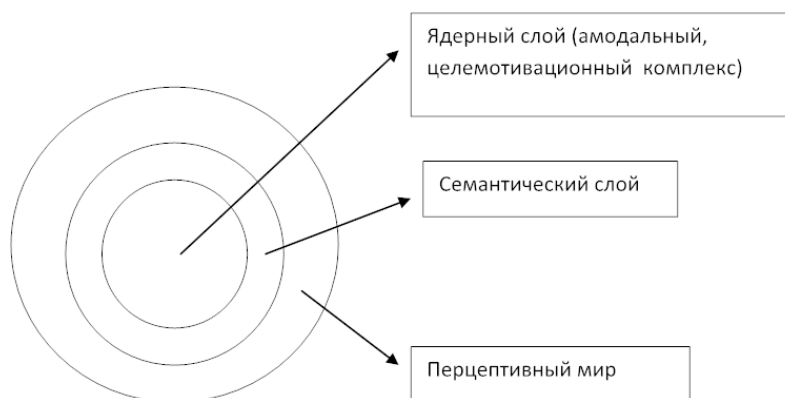 Ядерный слой (амодальный,
целемотивационный комплекс)
Семантический слой
Перцептивный мир